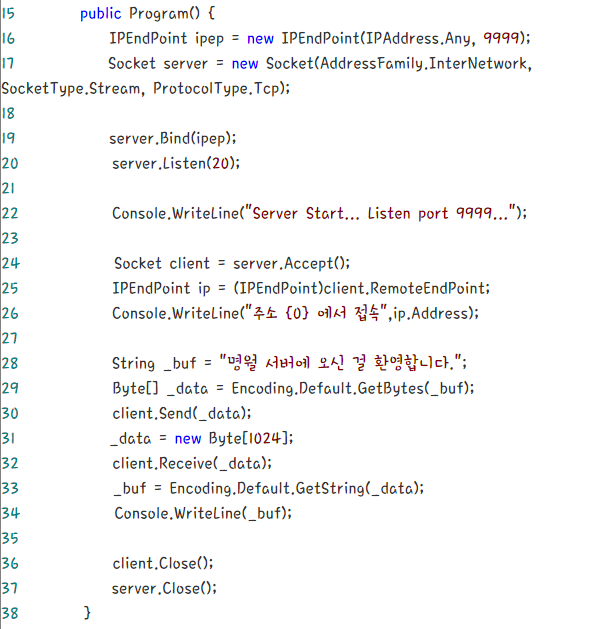 15 public Program() {
16 IPEndPoint ipep = new IPEndPoint(IPAddress.Any, 9999);
17 Socket server = new Socket(AddressFamily.InterNetwork,
SocketType.Stream, ProtocolType.Tcp);
18
19 server.Bind(ipep);
20 server.Listen(20);
21
22 Console.WriteLine("Server Start... Listen port 9999...");
23
24 Socket client = server.Accept();
25 IPEndPoint ip = (IPEndPoint)client.RemoteEndPoint;
26 Console.WriteLine("주소 {0} 에서 접속",ip.Address);
27
28 String _buf = "명월 서버에 오신 걸 환영합니다.";
29 Byte[] _data = Encoding.Default.GetBytes(_buf);
30 client.Send(_data);
31 _data = new Byte[1024];
32 client.Receive(_data);
33 _buf = Encoding.Default.GetString(_data);
34 Console.WriteLine(_buf);
35
36 client.Close();
37 server.Close();
38 }